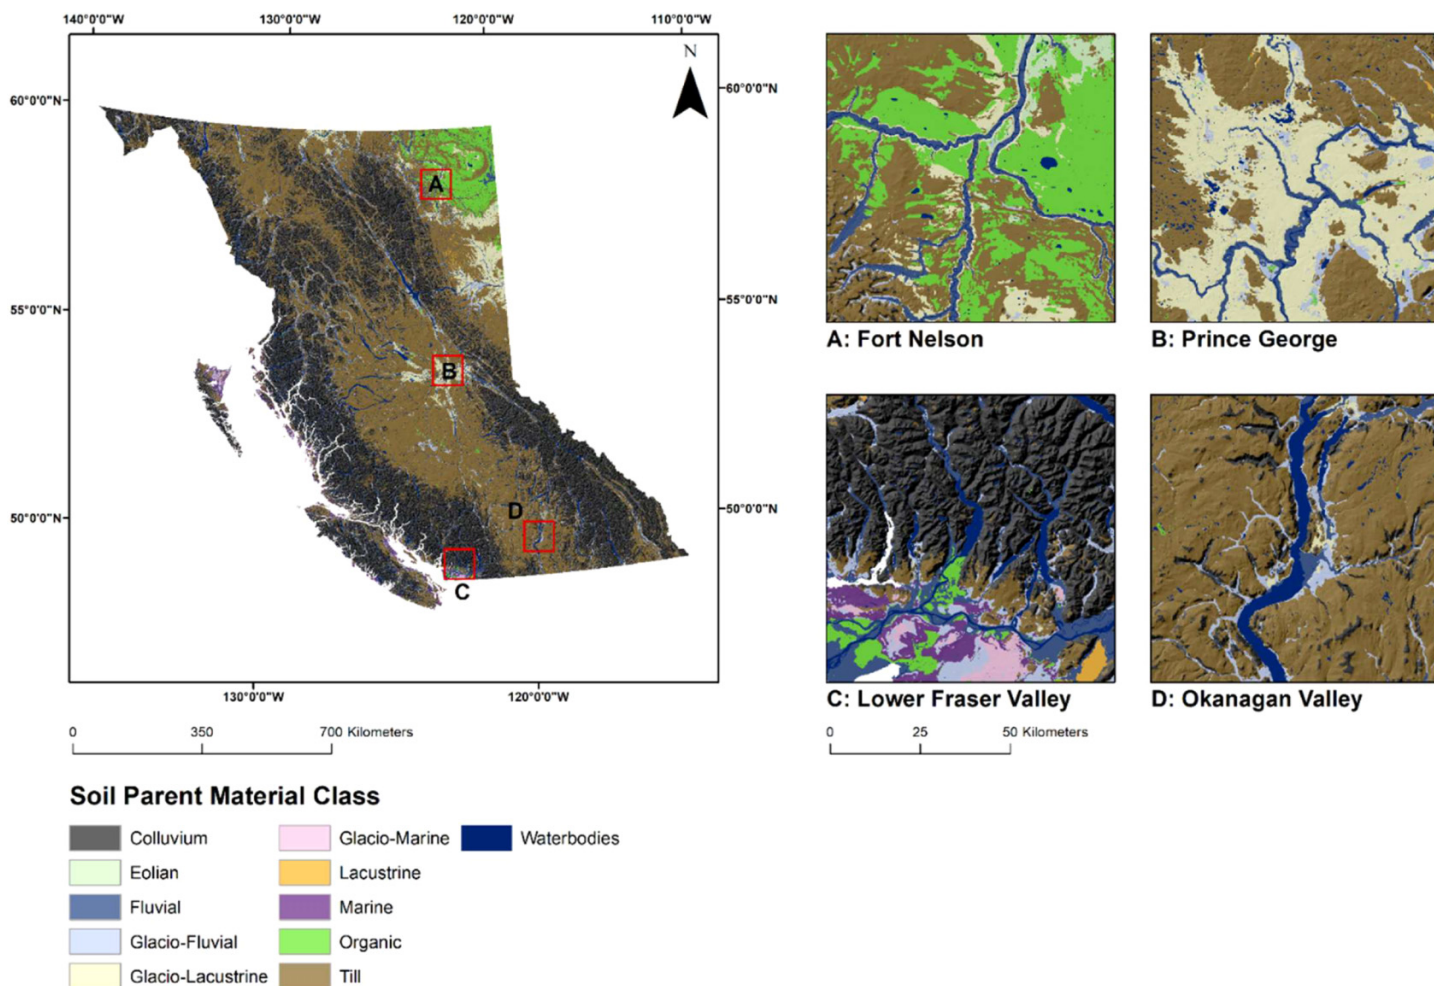 140°0'0"W 130°0'0"W 120°0'0"W 110°0'0"W
N
60°0'0"N 60°0'0"N
A
55°0'0"N 55°0'0"N
B
D
50°0'0"N 50°0'0"N
C
130°0'0"W 120°0'0"W
0 350 700 Kilometers
A: Fort Nelson
B: Prince George
C: Lower Fraser Valley
D: Okanagan Valley
0 25 50 Kilometers
Soil Parent Material Class
Colluvium
Eolian
Fluvial
Glacio-Fluvial
Glacio-Lacustrine
Glacio-Marine
Lacustrine
Marine
Organic
Till
Waterbodies